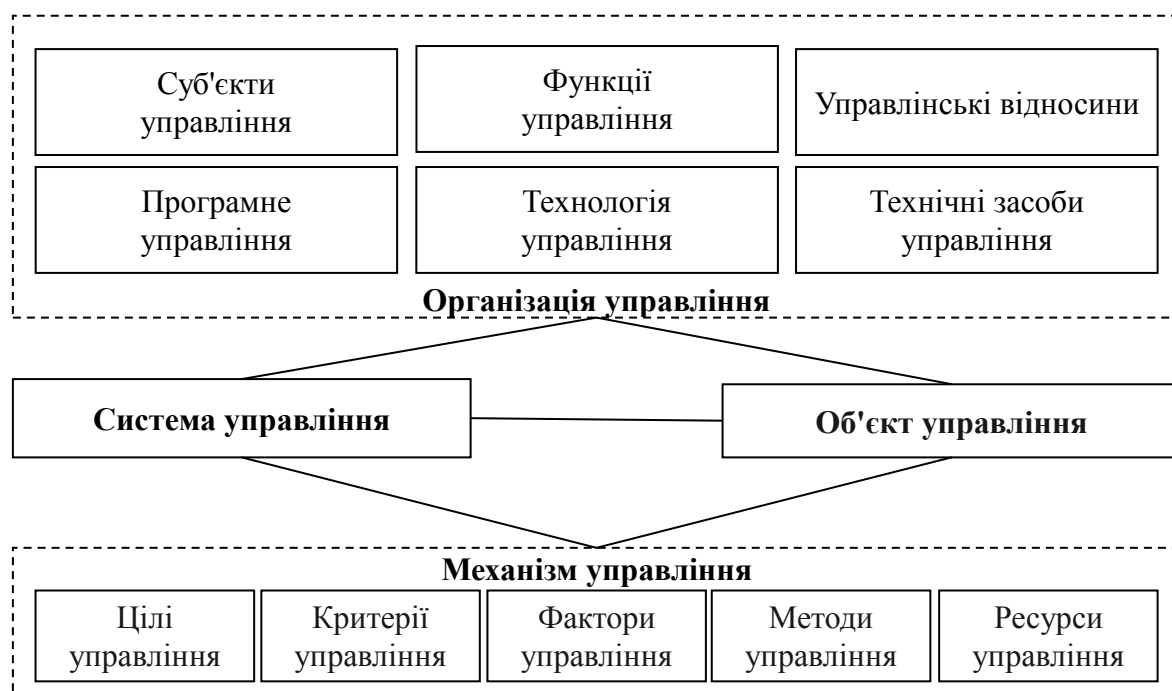 Суб'єкти
управління
Функції
управління
Управлінські відносини
Програмне
управління
Технологія
управління
Технічні засоби
управління
Організація управління
Система управління
Об'єкт управління
Механізм управління
Цілі
управління
Критерії
управління
Фактори
управління
Методи
управління
Ресурси
управління